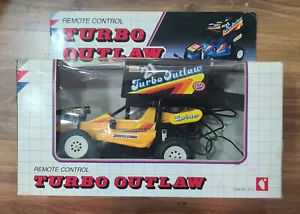 REMOTE CONTROL
TURBO
OUTLAW
Turbo Outlaw
REMOTE CONTROL
TURBO OUTLAW